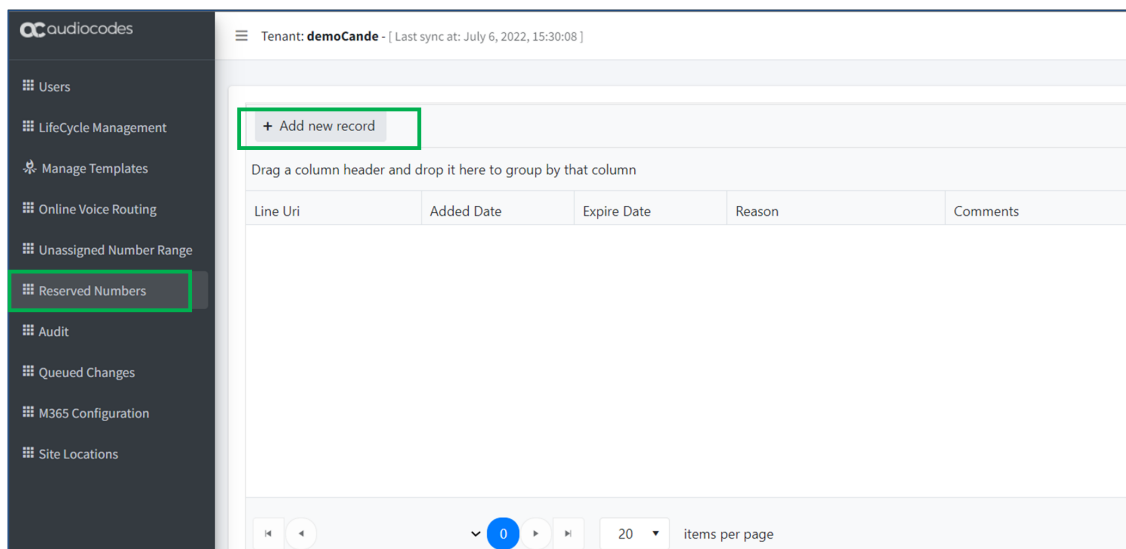 audiocodes
Tenant: demoCande - [ Last sync at: July 6, 2022, 15:30:08 ]
Users
LifeCycle Management
Manage Templates
Online Voice Routing
Unassigned Number Range
Reserved Numbers
Audit
Queued Changes
M365 Configuration
Site Locations
+ Add new record
Drag a column header and drop it here to group by that column
Line Uri Added Date Expire Date Reason Comments
0 20 items per page